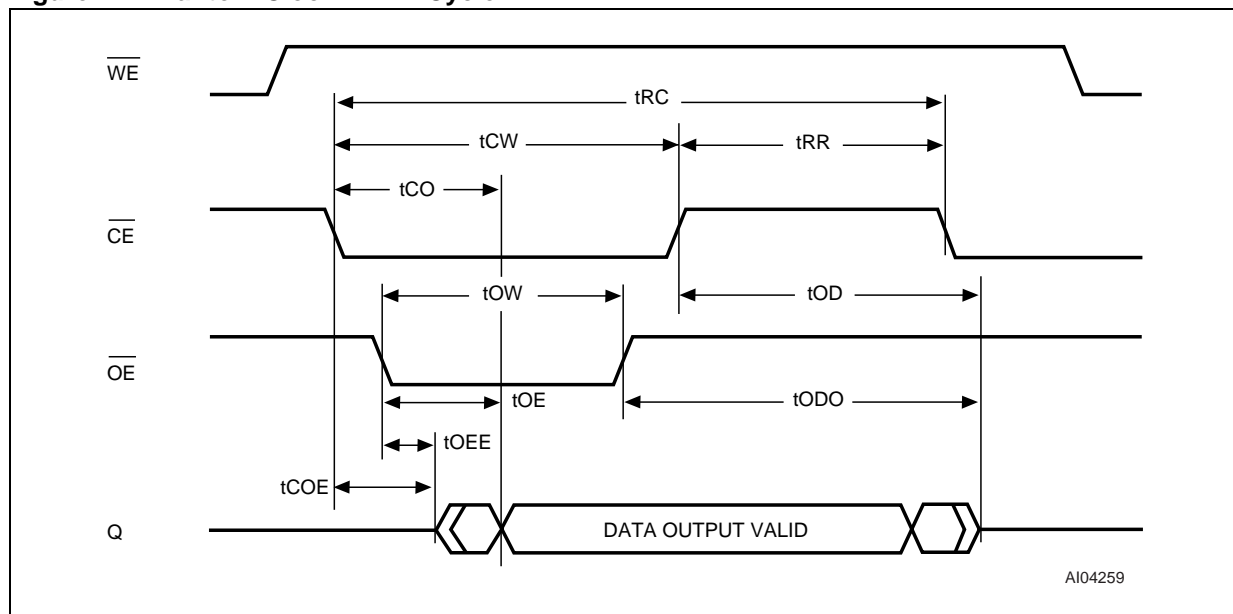 WE
tRC
tCW
tRR
tCO
CE
tOW
tOD
OE
tOE
tODO
tOEE
tCOE
Q
DATA OUTPUT VALID
AI04259